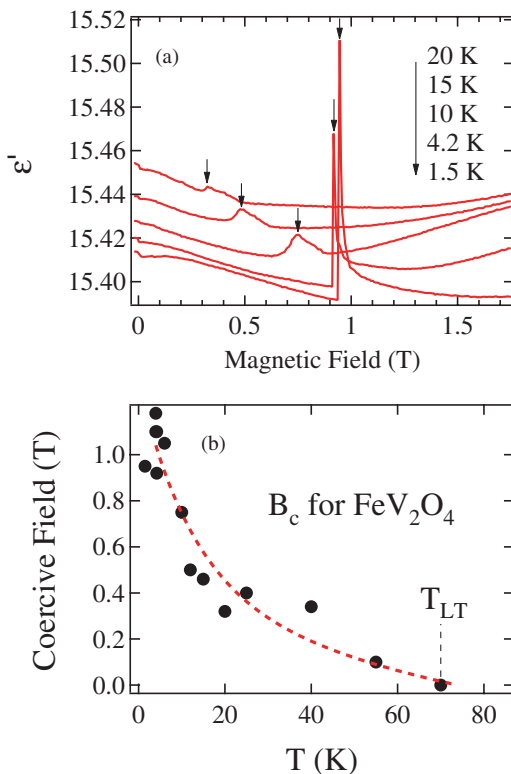 15.52
15.50
15.48
15.46
15.44
15.42
15.40
ε'
(a)
20 K
15 K
10 K
4.2 K
1.5 K
0
0.5
1
1.5
Magnetic Field (T)
1.0
0.8
0.6
0.4
0.2
0.0
Coercive Field (T)
(b)
B_c for FeV₂O₄
T_LT
0
20
40
60
80
T (K)